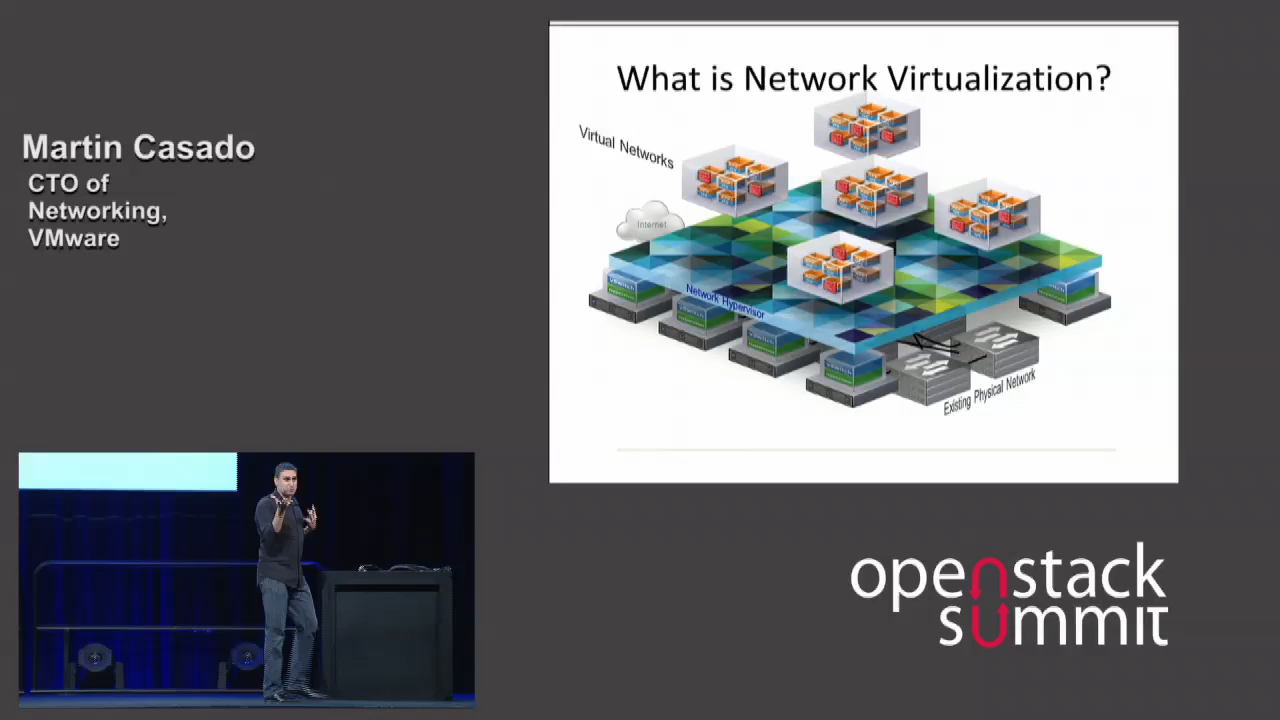 Martin Casado
CTO of
Networking,
VMware
What is Network Virtualization?
Virtual Networks
Internet
Network Hypervisor
Existing Physical Network
openstack
summit